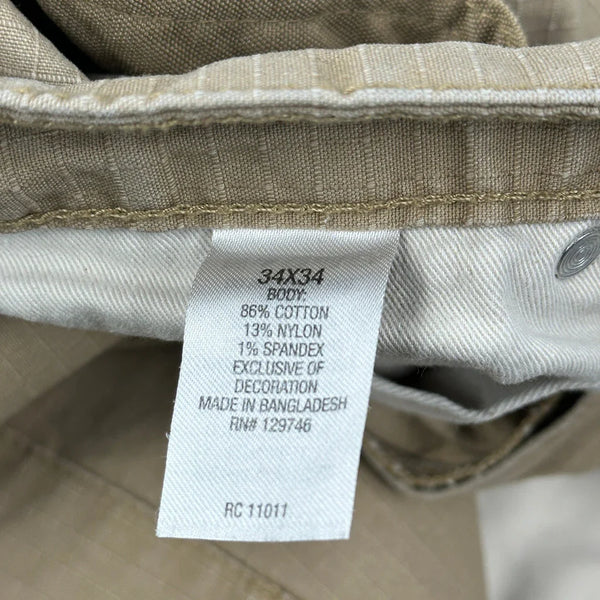 34X34
BODY:
86% COTTON
13% NYLON
1% SPANDEX
EXCLUSIVE OF
DECORATION
MADE IN BANGLADESH
RN# 129746
RC 11011